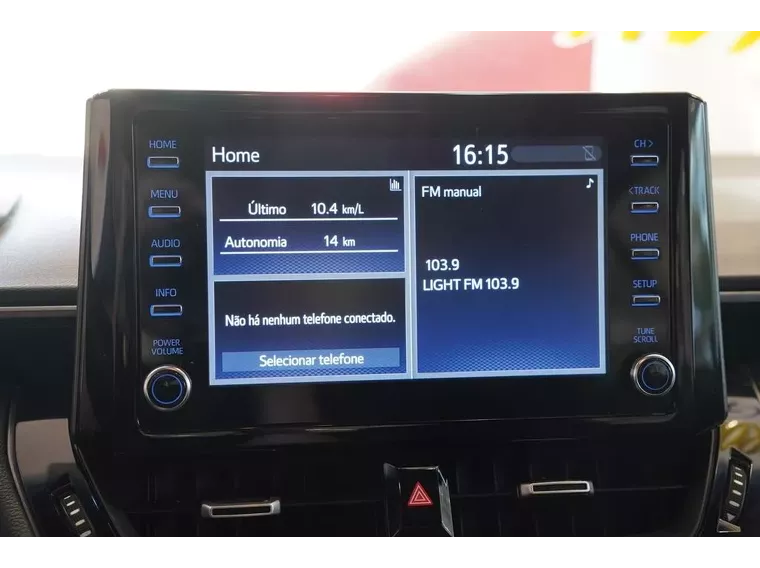 HOME
MENU
AUDIO
INFO
POWER
VOLUME
Home 16:15
Último 10.4 km/L
Autonomia 14 km
Não há nenhum telefone conectado.
Selecionar telefone
FM manual
103.9
LIGHT FM 103.9
CH >
< TRACK
PHONE
SETUP
TUNE
SCROLL